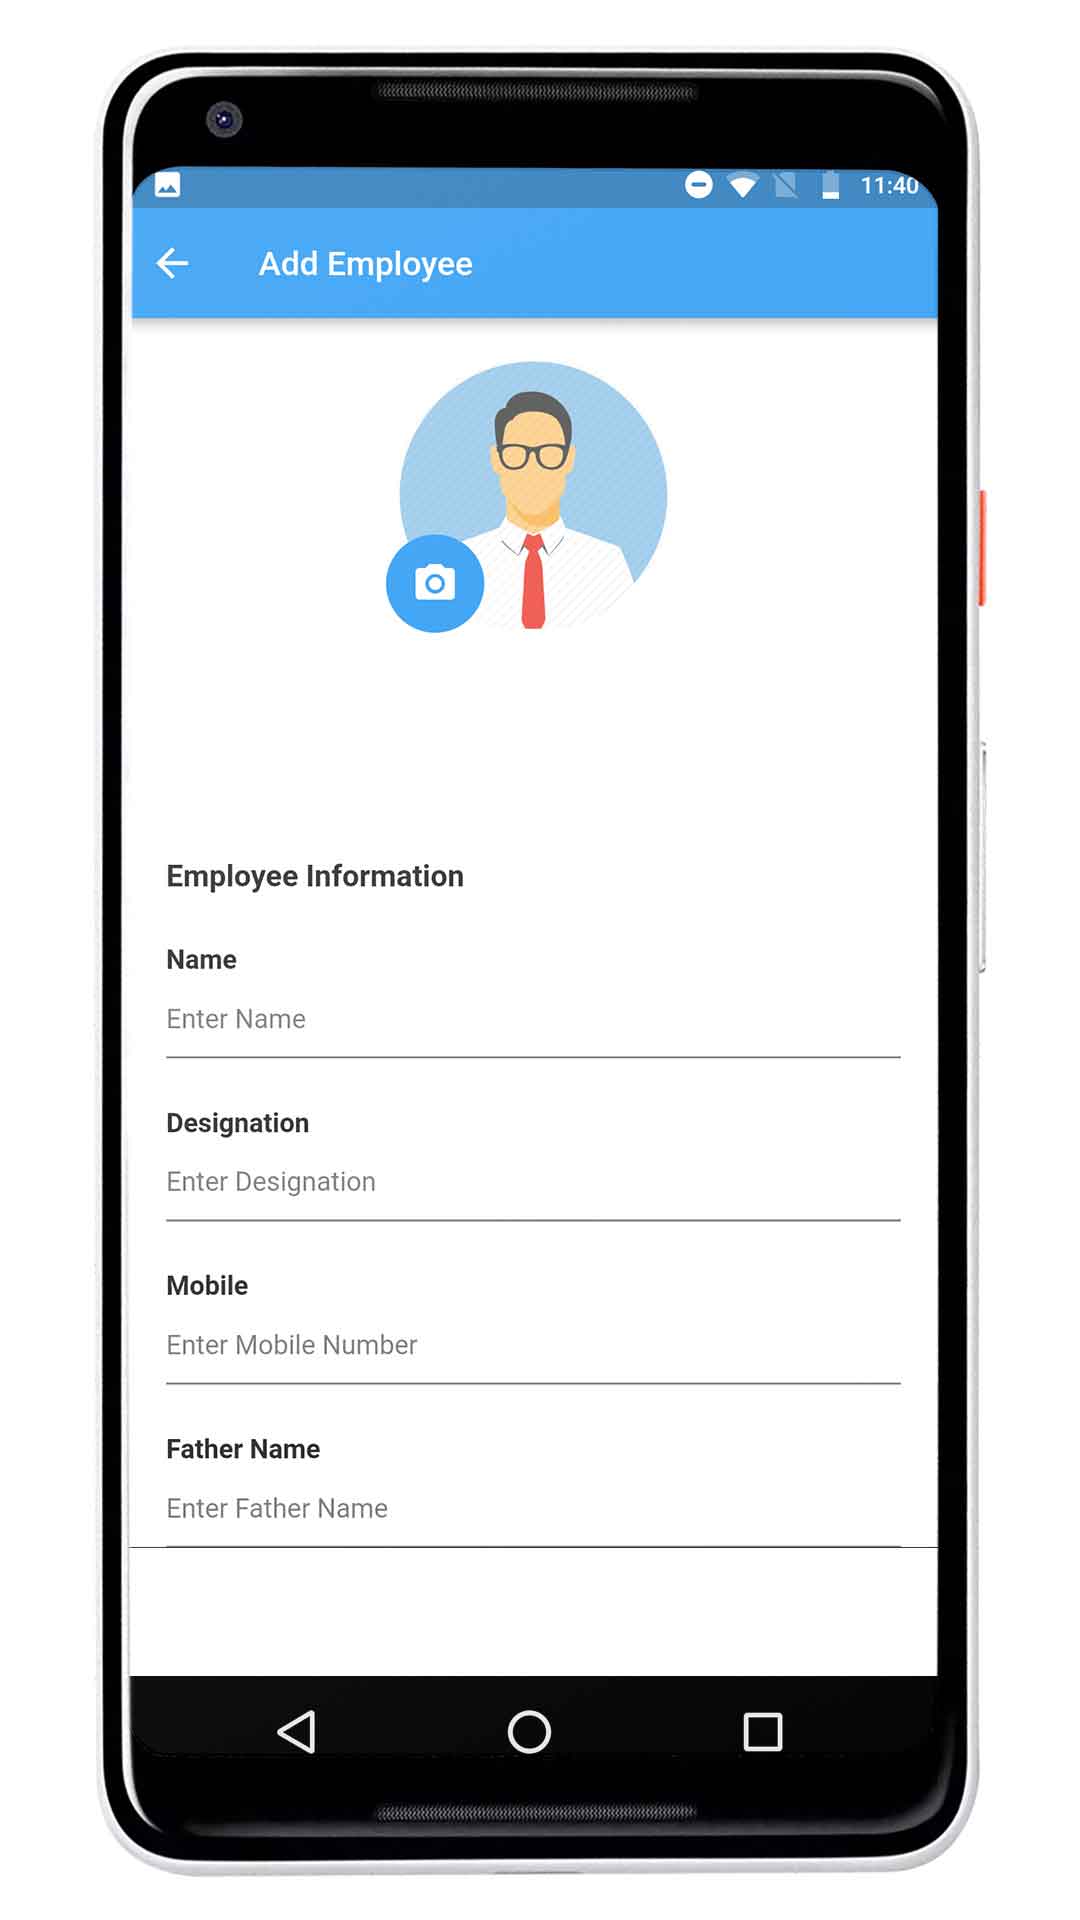 11:40
Add Employee
Employee Information
Name
Enter Name
Designation
Enter Designation
Mobile
Enter Mobile Number
Father Name
Enter Father Name